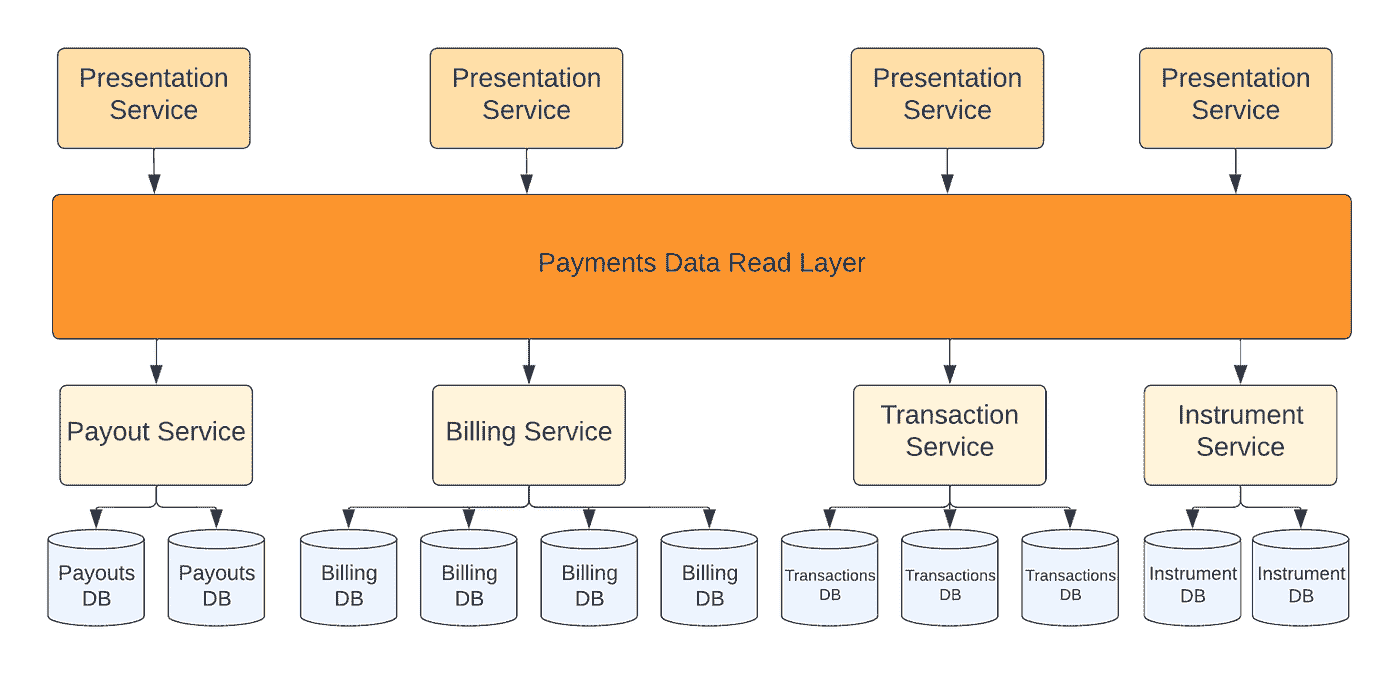 Presentation
Service
Presentation
Service
Presentation
Service
Presentation
Service
Payments Data Read Layer
Payout Service
Billing Service
Transaction
Service
Instrument
Service
Payouts
DB
Payouts
DB
Billing
DB
Billing
DB
Billing
DB
Billing
DB
Transactions
DB
Transactions
DB
Transactions
DB
Instrument
DB
Instrument
DB